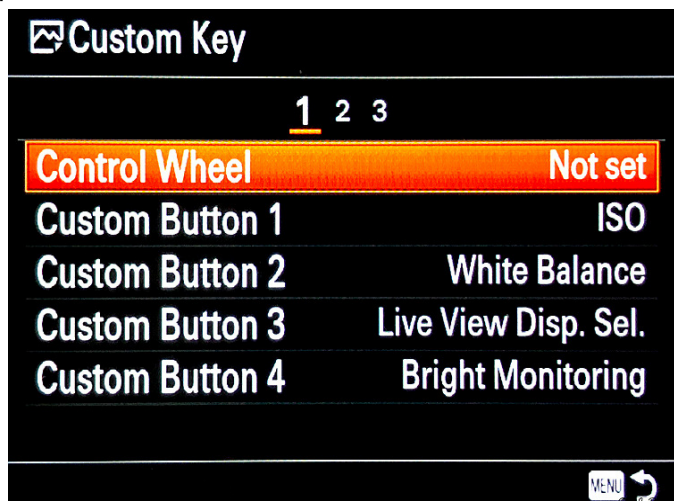 Custom Key
1 2 3
Control Wheel Not set
Custom Button 1 ISO
Custom Button 2 White Balance
Custom Button 3 Live View Disp. Sel.
Custom Button 4 Bright Monitoring
MENU